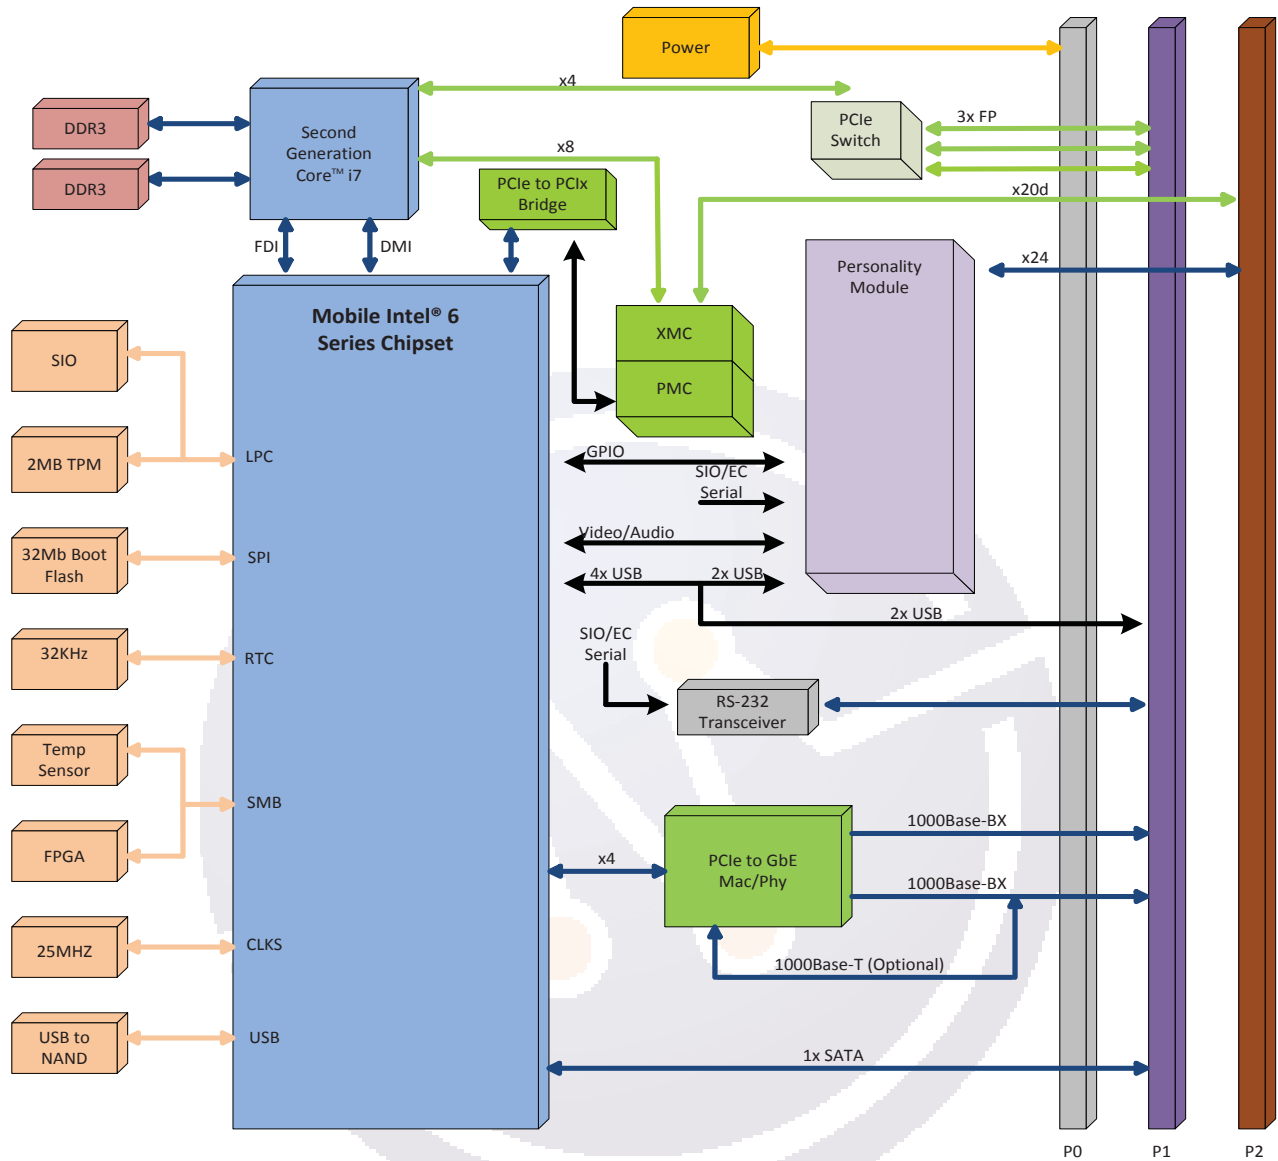 Power
x4
DDR3
Second
Generation
Core™ i7
PCIe
Switch
3x FP
x8
DDR3
PCIe to PCIx
Bridge
x20d
FDI
DMI
Personality
Module
x24
Mobile Intel® 6
Series Chipset
XMC
SIO
PMC
GPIO
2MB TPM
LPC
SIO/EC
Serial
Video/Audio
32Mb Boot
Flash
SPI
4x USB
2x USB
2x USB
SIO/EC
Serial
32KHz
RTC
RS-232
Transceiver
Temp
Sensor
SMB
1000Base-BX
FPGA
x4
PCIe to GbE
Mac/Phy
1000Base-BX
25MHZ
CLKS
1000Base-T (Optional)
USB to
NAND
USB
1x SATA
P0
P1
P2